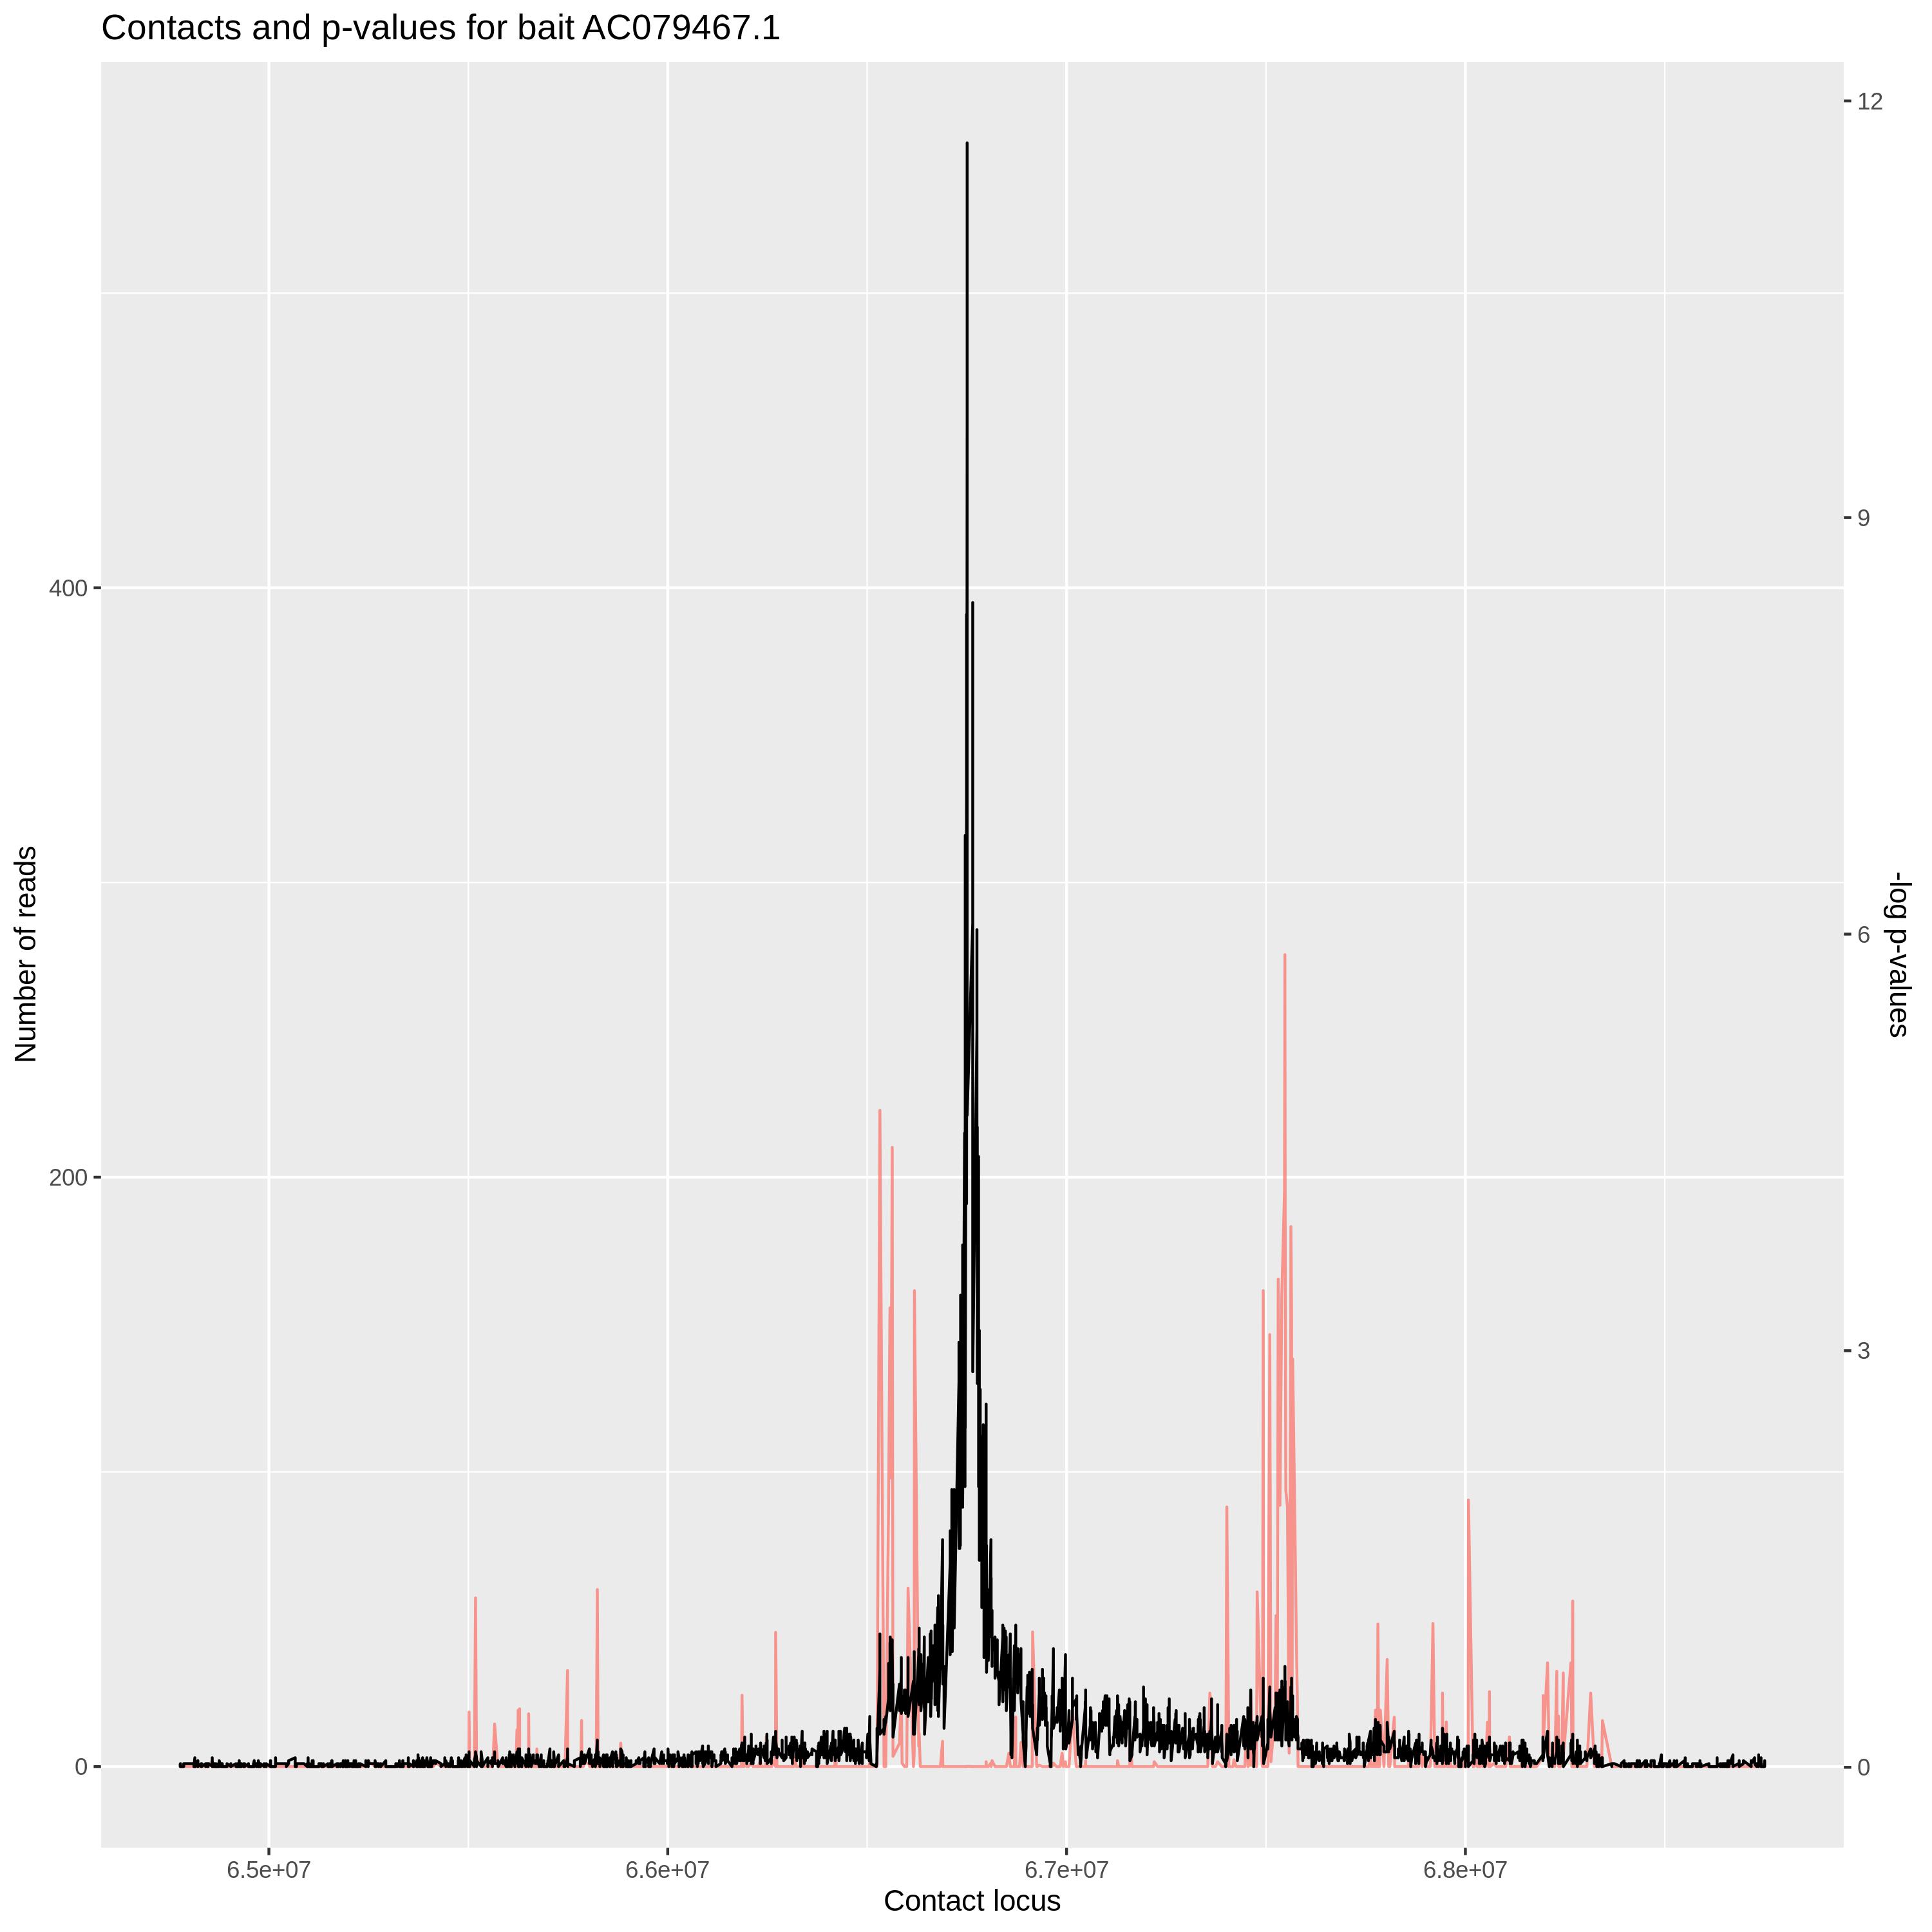 Contacts and p-values for bait AC079467.1
12
9
400
6
Number of reads
-log p-values
200
3
0
0
6.5e+07
6.6e+07
6.7e+07
6.8e+07
Contact locus